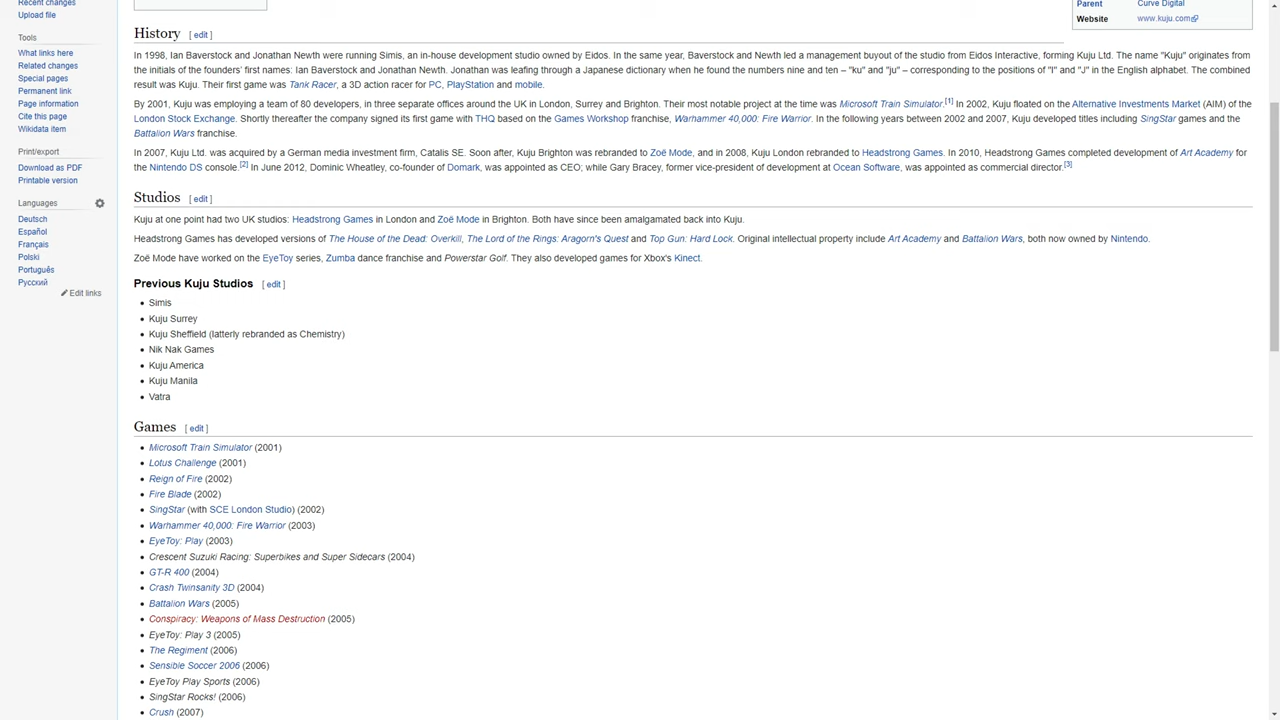 Recent changes
Upload file
Tools
What links here
Related changes
Special pages
Permanent link
Page information
Cite this page
Wikidata item
Print/export
Download as PDF
Printable version
Languages
Deutsch
Español
Français
Polski
Português
Русский
Edit links
Parent Curve Digital
Website www.kuju.com
History [ edit ]
In 1998, Ian Baverstock and Jonathan Newth were running Simis, an in-house development studio owned by Eidos. In the same year, Baverstock and Newth led a management buyout of the studio from Eidos Interactive, forming Kuju Ltd. The name "Kuju" originates from
the initials of the founders' first names: Ian Baverstock and Jonathan Newth. Jonathan was leafing through a Japanese dictionary when he found the numbers nine and ten – "ku" and "ju" – corresponding to the positions of "I" and "J" in the English alphabet. The combined
result was Kuju. Their first game was Tank Racer, a 3D action racer for PC, PlayStation and mobile.
By 2001, Kuju was employing a team of 80 developers, in three separate offices around the UK in London, Surrey and Brighton. Their most notable project at the time was Microsoft Train Simulator.[1] In 2002, Kuju floated on the Alternative Investments Market (AIM) of the
London Stock Exchange. Shortly thereafter the company signed its first game with THQ based on the Games Workshop franchise, Warhammer 40,000: Fire Warrior. In the following years between 2002 and 2007, Kuju developed titles including SingStar games and the
Battalion Wars franchise.
In 2007, Kuju Ltd. was acquired by a German media investment firm, Catalis SE. Soon after, Kuju Brighton was rebranded to Zoë Mode, and in 2008, Kuju London rebranded to Headstrong Games. In 2010, Headstrong Games completed development of Art Academy for
the Nintendo DS console.[2] In June 2012, Dominic Wheatley, co-founder of Domark, was appointed as CEO; while Gary Bracey, former vice-president of development at Ocean Software, was appointed as commercial director.[3]
Studios [ edit ]
Kuju at one point had two UK studios: Headstrong Games in London and Zoë Mode in Brighton. Both have since been amalgamated back into Kuju.
Headstrong Games has developed versions of The House of the Dead: Overkill, The Lord of the Rings: Aragorn's Quest and Top Gun: Hard Lock. Original intellectual property include Art Academy and Battalion Wars, both now owned by Nintendo.
Zoë Mode have worked on the EyeToy series, Zumba dance franchise and Powerstar Golf. They also developed games for Xbox's Kinect.
Previous Kuju Studios [ edit ]
Simis
Kuju Surrey
Kuju Sheffield (latterly rebranded as Chemistry)
Nik Nak Games
Kuju America
Kuju Manila
Vatra
Games [ edit ]
Microsoft Train Simulator (2001)
Lotus Challenge (2001)
Reign of Fire (2002)
Fire Blade (2002)
SingStar (with SCE London Studio) (2002)
Warhammer 40,000: Fire Warrior (2003)
EyeToy: Play (2003)
Crescent Suzuki Racing: Superbikes and Super Sidecars (2004)
GT-R 400 (2004)
Crash Twinsanity 3D (2004)
Battalion Wars (2005)
Conspiracy: Weapons of Mass Destruction (2005)
EyeToy: Play 3 (2005)
The Regiment (2006)
Sensible Soccer 2006 (2006)
EyeToy Play Sports (2006)
SingStar Rocks! (2006)
Crush (2007)